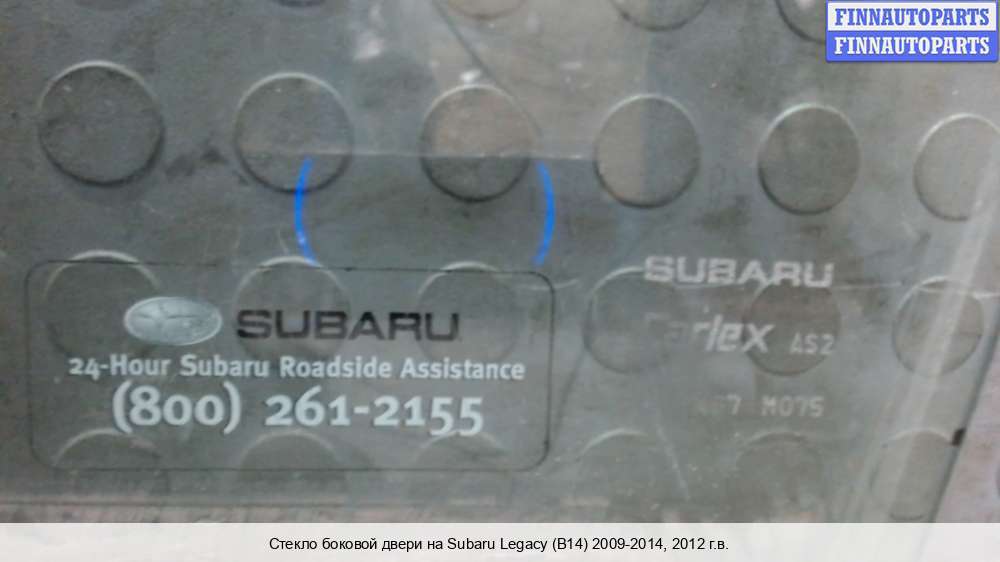 FINNAUTOPARTS
FINNAUTOPARTS
SUBARU
24-Hour Subaru Roadside Assistance
(800) 261-2155
SUBARU
AS2
M075
Стекло боковой двери на Subaru Legacy (B14) 2009-2014, 2012 г.в.